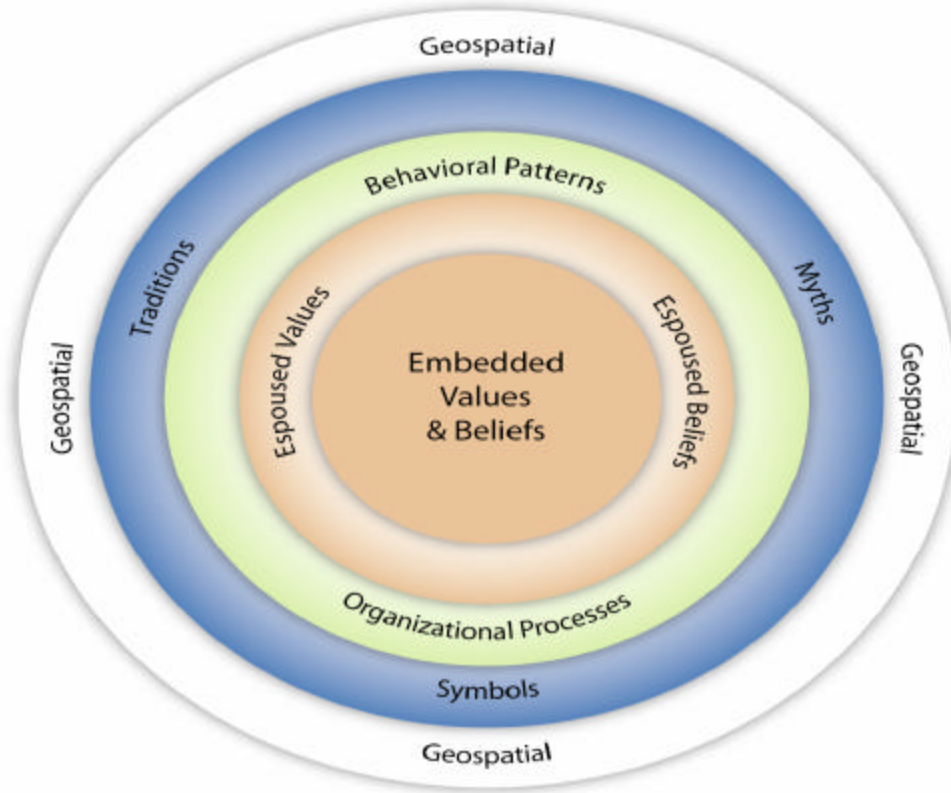 Geospatial
Behavioral Patterns
Traditions
Myths
Espoused Values
Espoused Beliefs
Geospatial
Embedded
Values
& Beliefs
Geospatial
Organizational Processes
Symbols
Geospatial